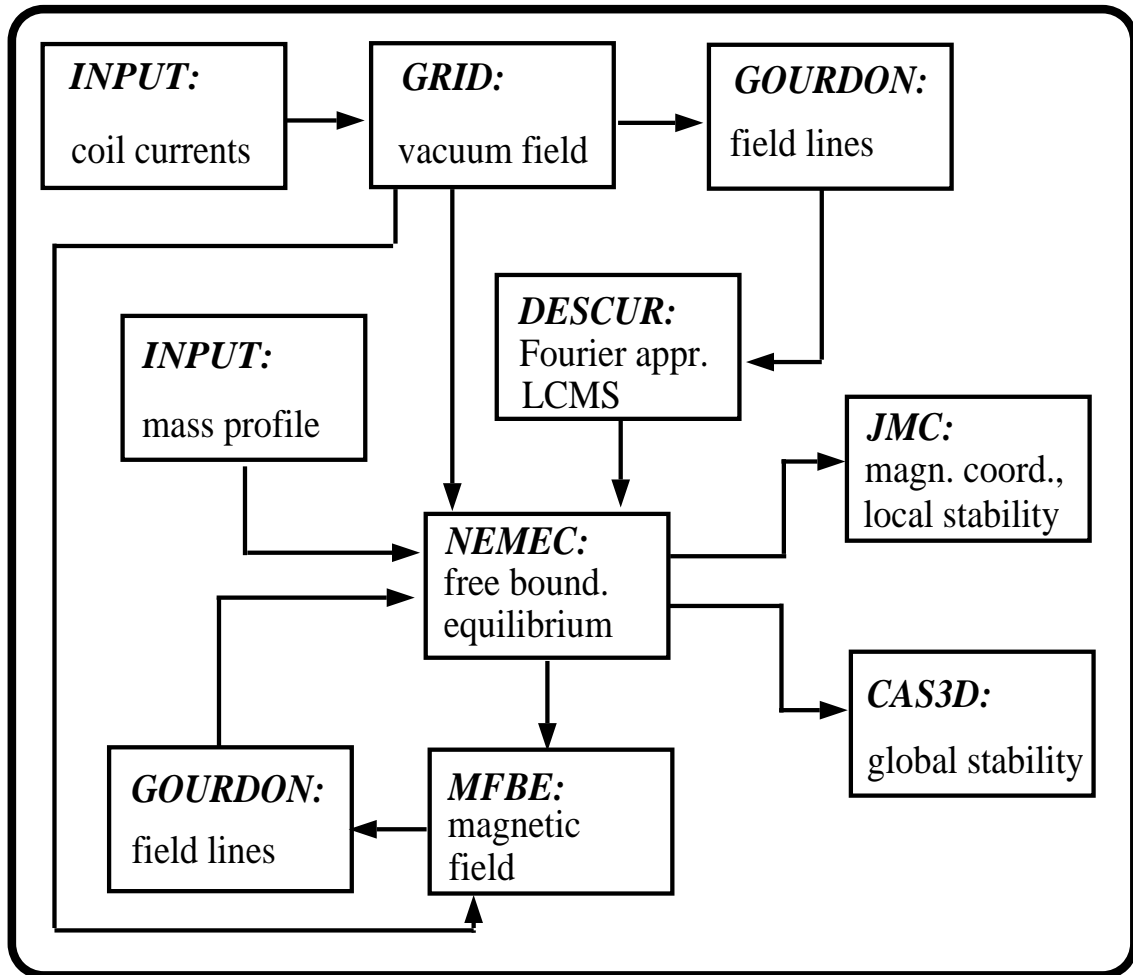 INPUT:
coil currents
GRID:
vacuum field
GOURDON:
field lines
DESCUR:
Fourier appr.
LCMS
INPUT:
mass profile
JMC:
magn. coord.,
local stability
NEMEC:
free bound.
equilibrium
CAS3D:
global stability
GOURDON:
field lines
MFBE:
magnetic
field